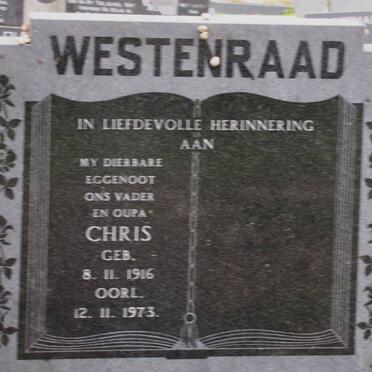 WESTENRAAD
IN LIEFDEVOLLE HERINNERING
AAN
MY DIERBARE
EGGENOOT
ONS VADER
EN OUPA
CHRIS
GEB.
8. 11. 1916
OORL.
12. 11. 1973.